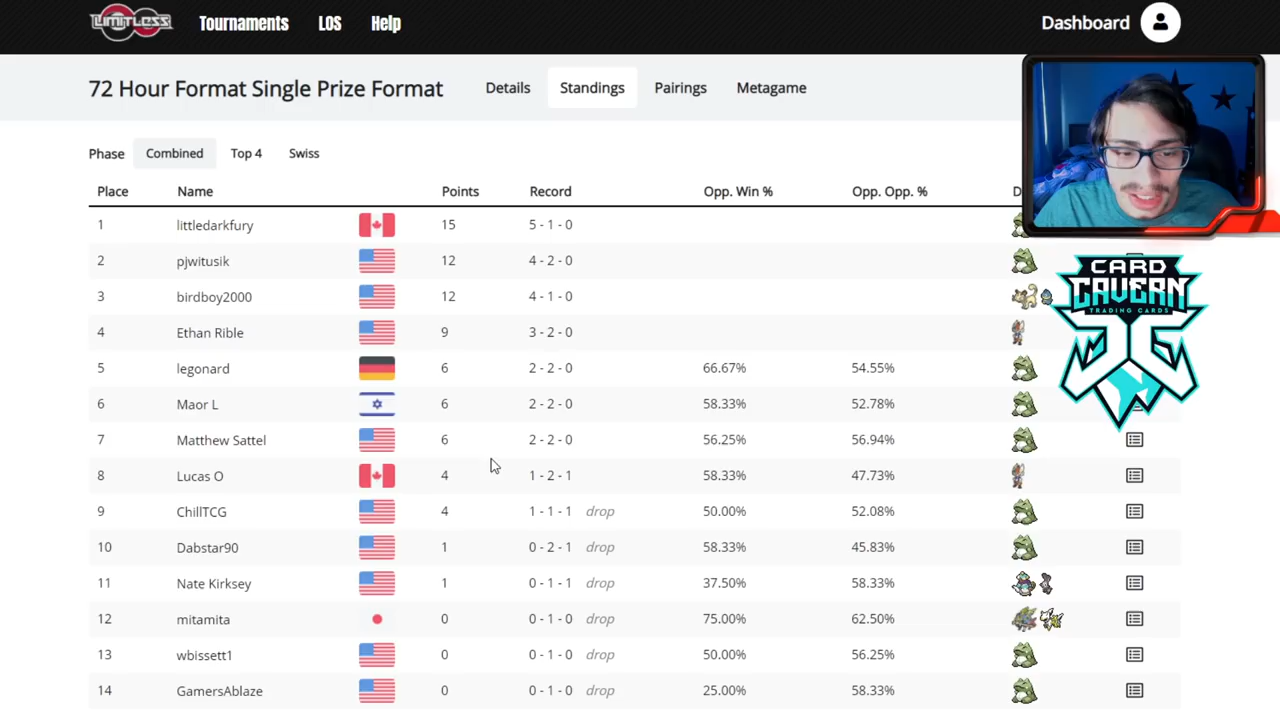 LIMITLESS Tournaments LOS Help Dashboard
72 Hour Format Single Prize Format Details Standings Pairings Metagame
Phase Combined Top 4 Swiss
Place Name Points Record Opp. Win % Opp. Opp. % D
1 littledarkfury 15 5 - 1 - 0
2 pjwitusik 12 4 - 2 - 0
3 birdboy2000 12 4 - 1 - 0
4 Ethan Rible 9 3 - 2 - 0
5 legonard 6 2 - 2 - 0 66.67% 54.55%
6 Maor L 6 2 - 2 - 0 58.33% 52.78%
7 Matthew Sattel 6 2 - 2 - 0 56.25% 56.94%
8 Lucas O 4 1 - 2 - 1 58.33% 47.73%
9 ChillTCG 4 1 - 1 - 1 drop 50.00% 52.08%
10 Dabstar90 1 0 - 2 - 1 drop 58.33% 45.83%
11 Nate Kirksey 1 0 - 1 - 1 drop 37.50% 58.33%
12 mitamita 0 0 - 1 - 0 drop 75.00% 62.50%
13 wbissett1 0 0 - 1 - 0 drop 50.00% 56.25%
14 GamersAblaze 0 0 - 1 - 0 drop 25.00% 58.33%
CARD
CAVERN
TRADING CARDS